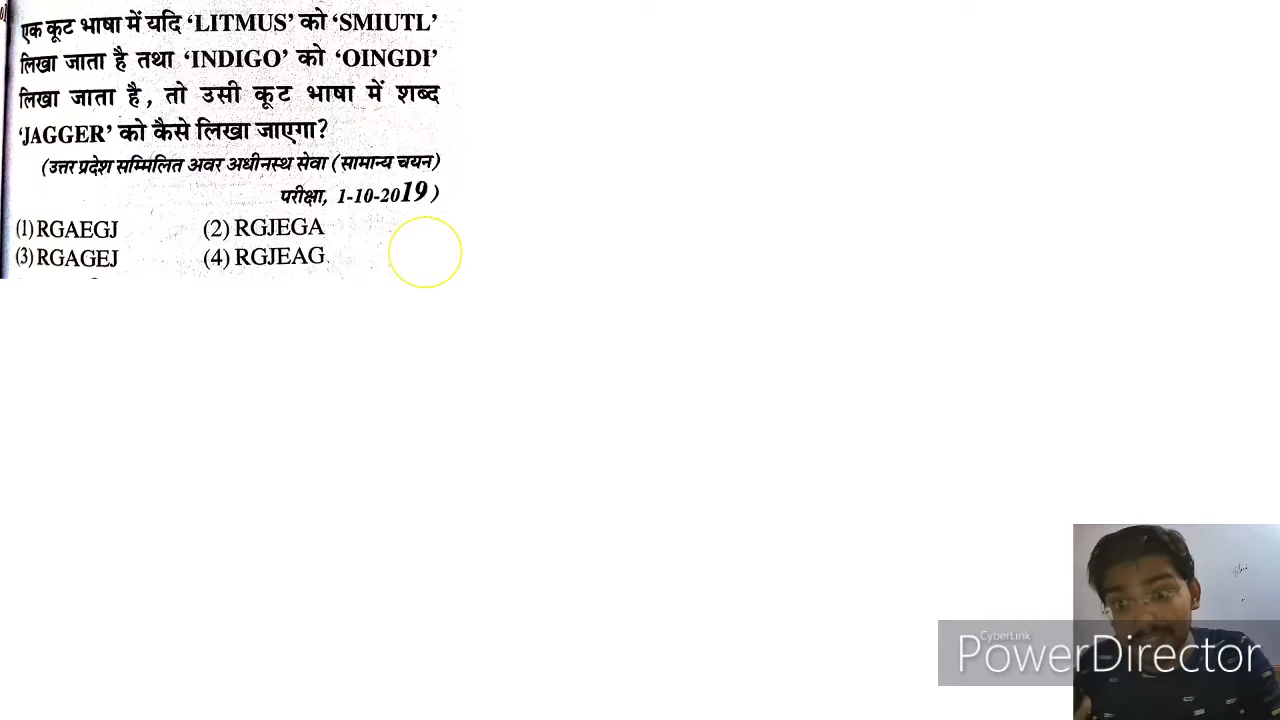 एक कूट भाषा में यदि ‘LITMUS’ को ‘SMIUTL’
लिखा जाता है तथा ‘INDIGO’ को ‘OINGDI’
लिखा जाता है, तो उसी कूट भाषा में शब्द
‘JAGGER’ को कैसे लिखा जाएगा?
(उत्तर प्रदेश सम्मिलित अवर अधीनस्थ सेवा (सामान्य चयन)
परीक्षा, 1-10-2019)
(1) RGAEGJ (2) RGJEGA
(3) RGAGEJ (4) RGJEAG
CyberLink
PowerDirector